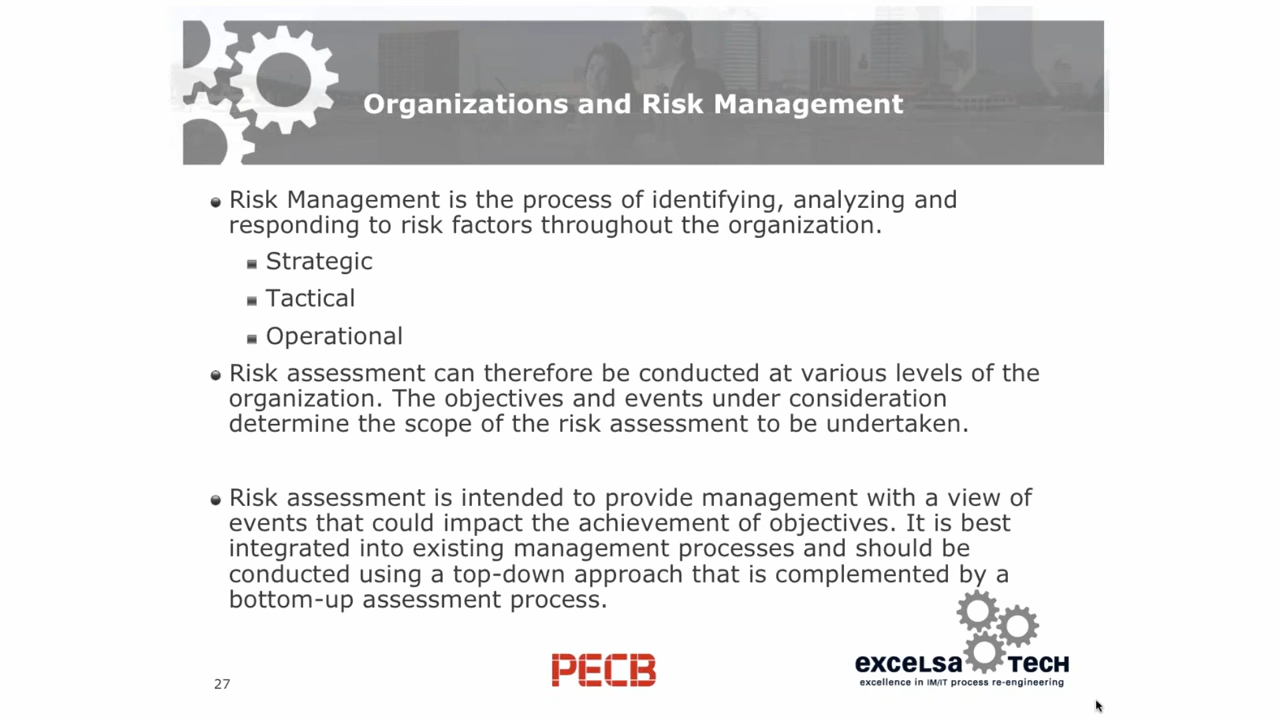 Organizations and Risk Management
Risk Management is the process of identifying, analyzing and
responding to risk factors throughout the organization.
Strategic
Tactical
Operational
Risk assessment can therefore be conducted at various levels of the
organization. The objectives and events under consideration
determine the scope of the risk assessment to be undertaken.
Risk assessment is intended to provide management with a view of
events that could impact the achievement of objectives. It is best
integrated into existing management processes and should be
conducted using a top-down approach that is complemented by a
bottom-up assessment process.
27
PECB
EXCELSA TECH
excellence in IM/IT process re-engineering